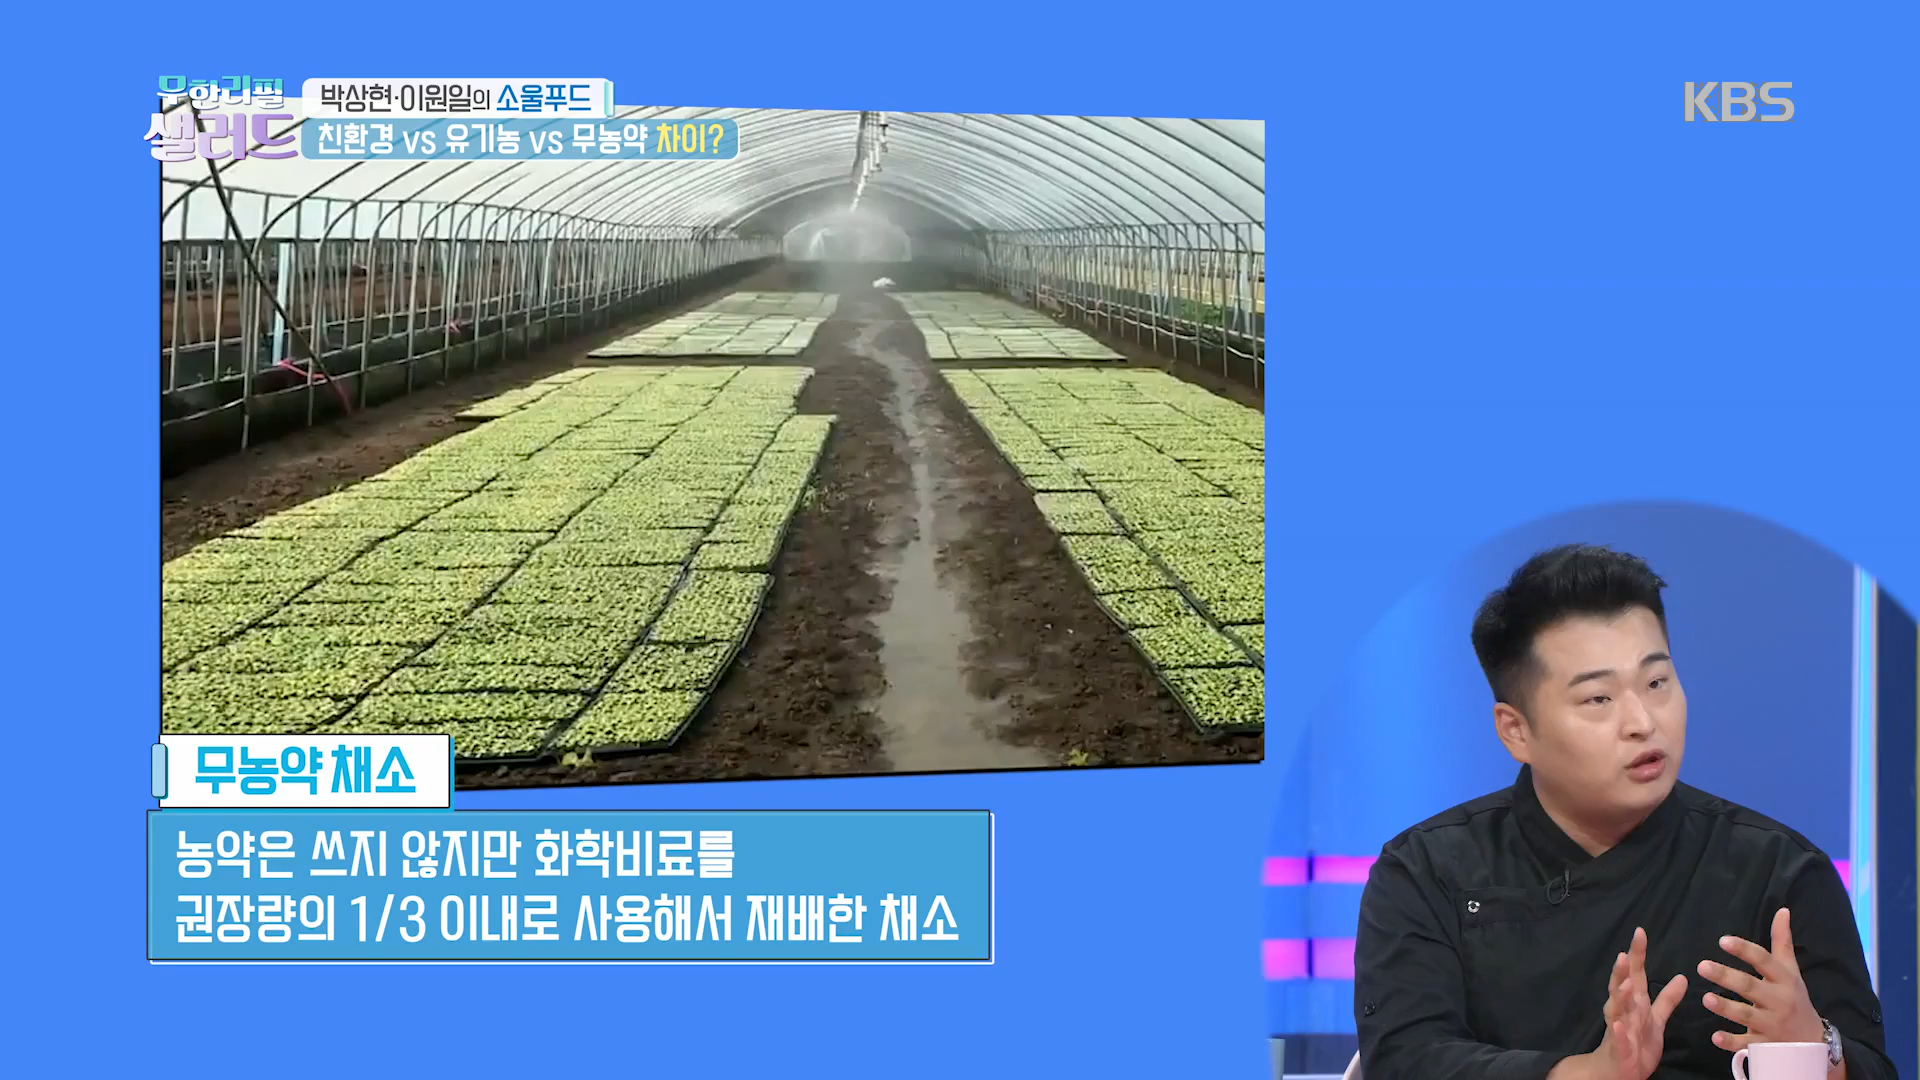 무한리필
샐러드
박상현·이원일의 소울푸드
친환경 vs 유기농 vs 무농약 차이?
KBS
무농약 채소
농약은 쓰지 않지만 화학비료를
권장량의 1/3 이내로 사용해서 재배한 채소